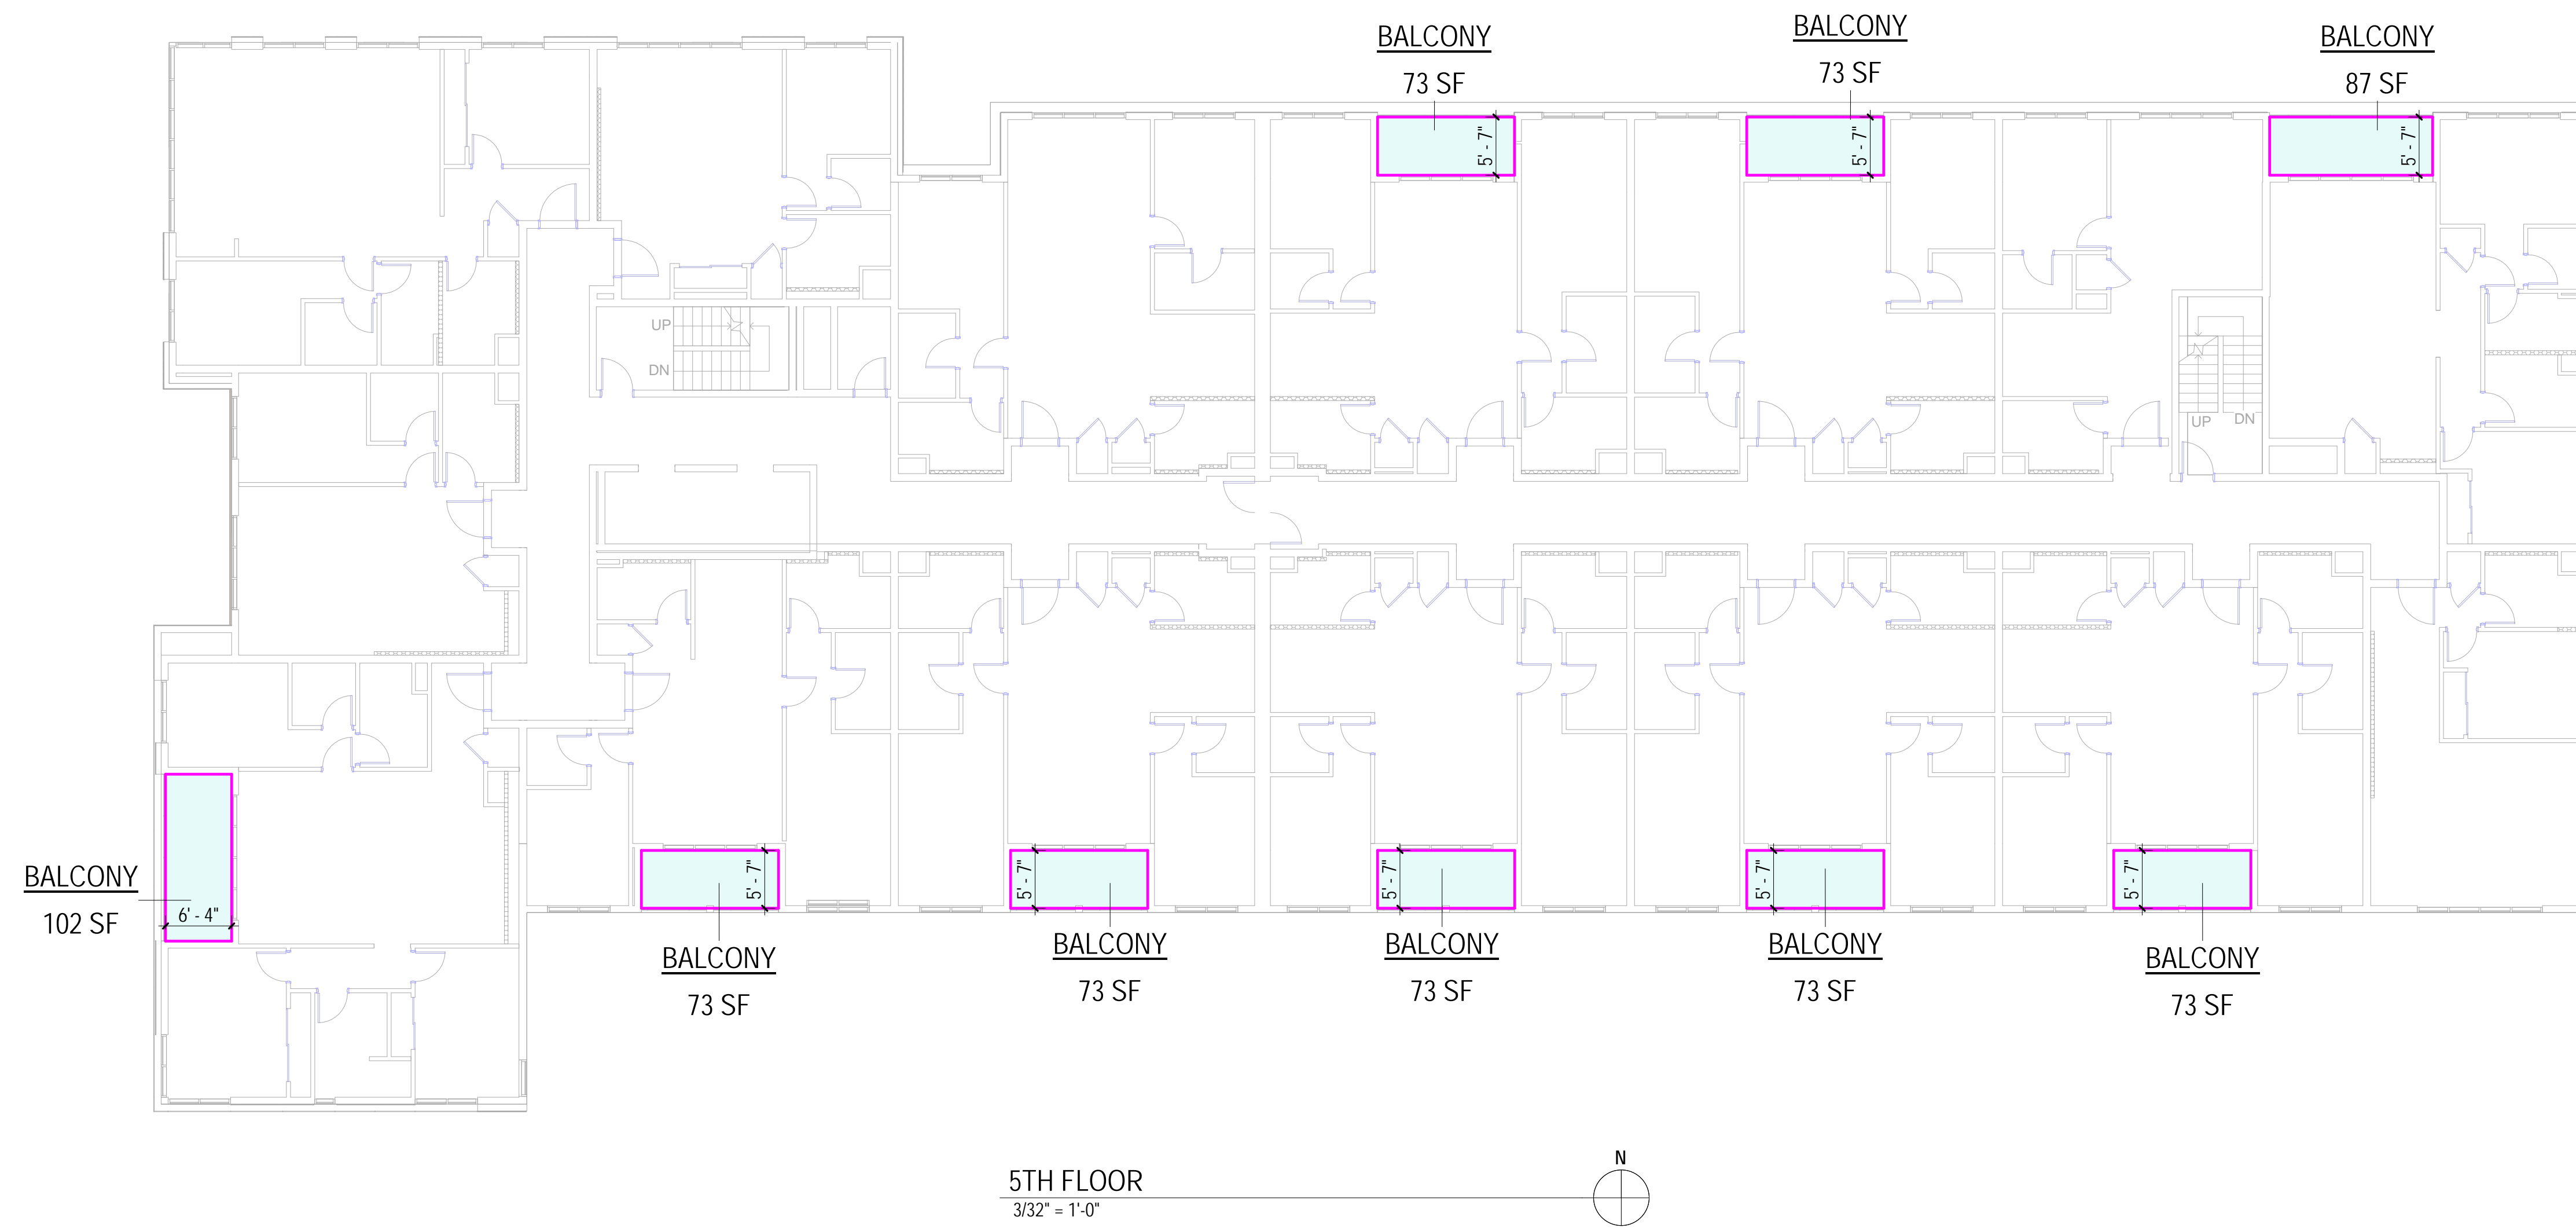 BALCONY
73 SF
BALCONY
73 SF
BALCONY
87 SF
5' - 7"
5' - 7"
5' - 7"
UP
DN
UP
DN
5' - 7"
5' - 7"
5' - 7"
5' - 7"
5' - 7"
BALCONY
102 SF
6' - 4"
BALCONY
73 SF
BALCONY
73 SF
BALCONY
73 SF
BALCONY
73 SF
BALCONY
73 SF
N
5TH FLOOR
3/32" = 1'-0"